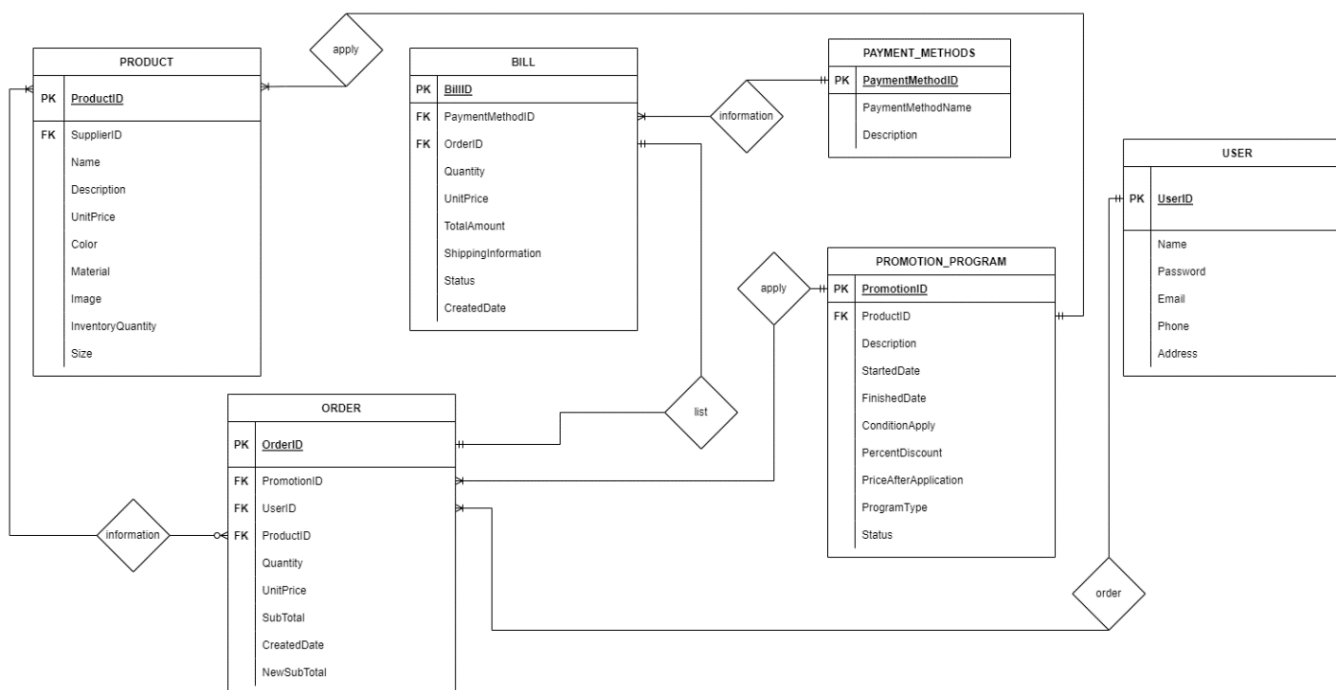 apply
PRODUCT
PK ProductID
FK SupplierID
Name
Description
UnitPrice
Color
Material
Image
InventoryQuantity
Size
BILL
PK BillID
FK PaymentMethodID
FK OrderID
Quantity
UnitPrice
TotalAmount
ShippingInformation
Status
CreatedDate
information
PAYMENT_METHODS
PK PaymentMethodID
PaymentMethodName
Description
USER
PK UserID
Name
Password
Email
Phone
Address
apply
PROMOTION_PROGRAM
PK PromotionID
FK ProductID
Description
StartedDate
FinishedDate
ConditionApply
PercentDiscount
PriceAfterApplication
ProgramType
Status
list
ORDER
PK OrderID
FK PromotionID
FK UserID
FK ProductID
Quantity
UnitPrice
SubTotal
CreatedDate
NewSubTotal
information
order